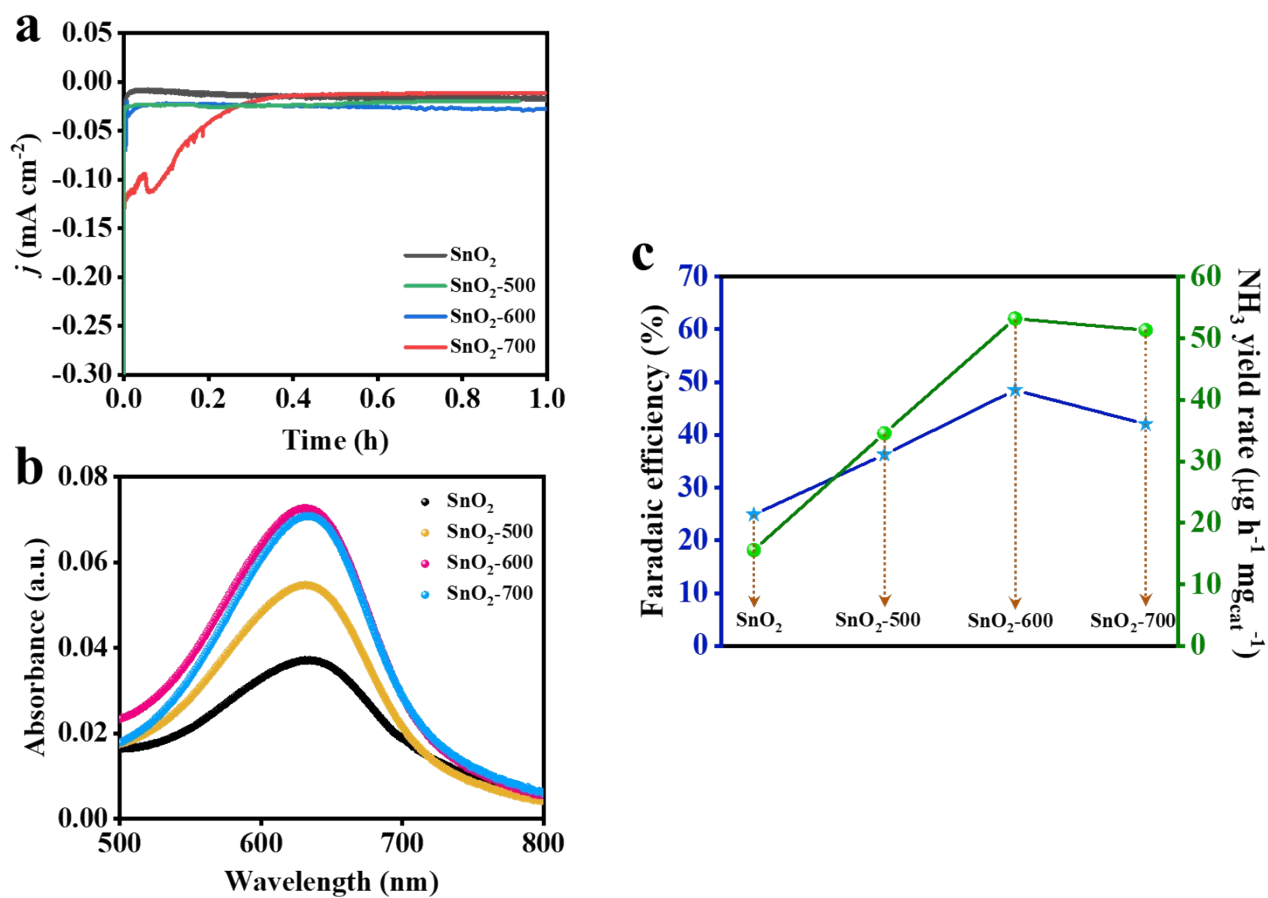 a
0.05
0.00
-0.05
-0.10
-0.15
-0.20
-0.25
-0.30
j (mA cm⁻²)
SnO₂
SnO₂-500
SnO₂-600
SnO₂-700
0.0 0.2 0.4 0.6 0.8 1.0
Time (h)
b
0.08
0.06
0.04
0.02
0.00
Absorbance (a.u.)
SnO₂
SnO₂-500
SnO₂-600
SnO₂-700
500 600 700 800
Wavelength (nm)
c
70
60
50
40
30
20
10
0
Faradaic efficiency (%)
SnO₂ SnO₂-500 SnO₂-600 SnO₂-700
60
50
40
30
20
10
0
NH₃ yield rate (μg h⁻¹ mg_cat⁻¹)